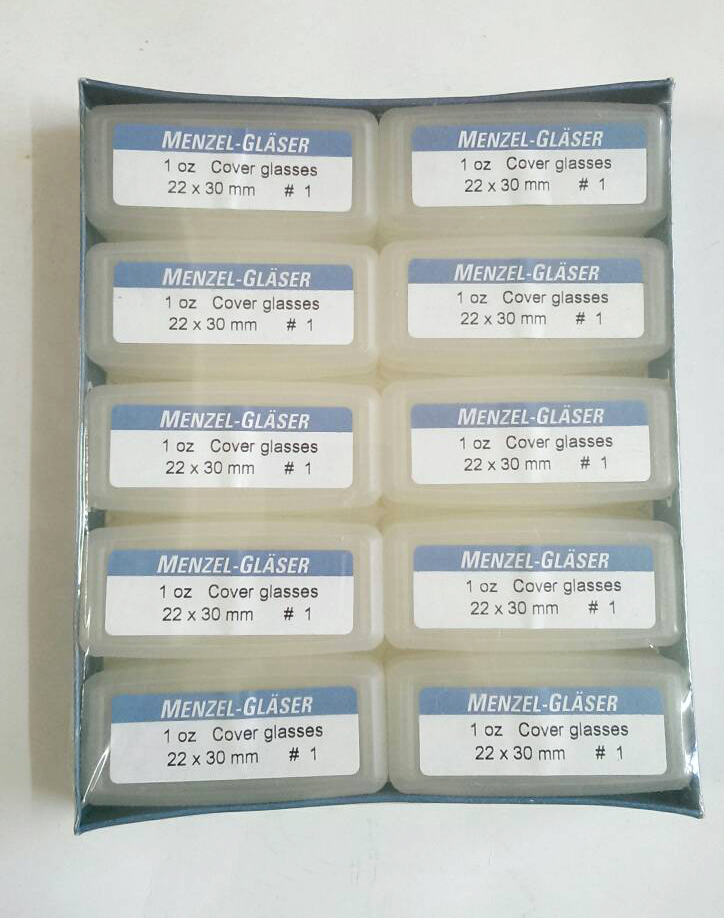 MENZEL-GLÄSER
1 oz Cover glasses
22 x 30 mm # 1
MENZEL-GLÄSER
1 oz Cover glasses
22 x 30 mm # 1
MENZEL-GLÄSER
1 oz Cover glasses
22 x 30 mm # 1
MENZEL-GLÄSER
1 oz Cover glasses
22 x 30 mm # 1
MENZEL-GLÄSER
1 oz Cover glasses
22 x 30 mm # 1
MENZEL-GLÄSER
1 oz Cover glasses
22 x 30 mm # 1
MENZEL-GLÄSER
1 oz Cover glasses
22 x 30 mm # 1
MENZEL-GLÄSER
1 oz Cover glasses
22 x 30 mm # 1
MENZEL-GLÄSER
1 oz Cover glasses
22 x 30 mm # 1
MENZEL-GLÄSER
1 oz Cover glasses
22 x 30 mm # 1